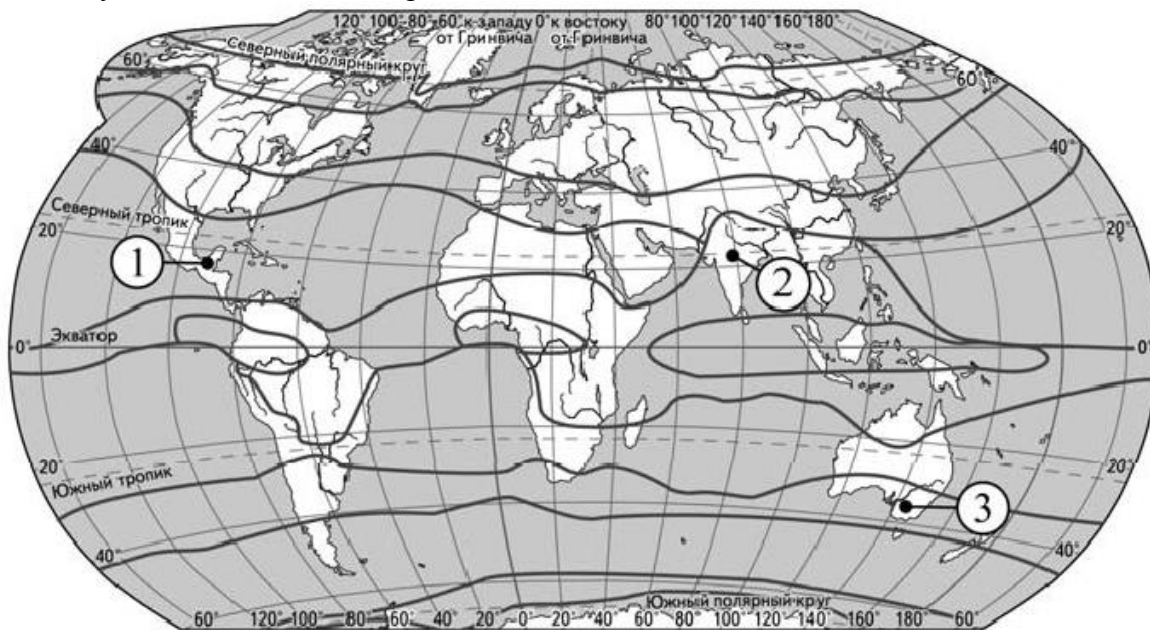 120° 100° 80° 60° к западу 0° к востоку 80° 100° 120° 140° 160° 180°
от Гринвича от Гринвича
Северный полярный круг
60° 60°
40° 40°
Северный тропик
20° 20°
1
2
Экватор
0° 0°
20° 20°
Южный тропик
3
40° 40°
Южный полярный круг
60° 120° 100° 80° 60° 40° 20° 0° 20° 40° 60° 80° 100° 120° 140° 180° 60°